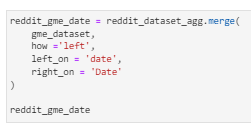 reddit_gme_date = reddit_dataset_agg.merge(
    gme_dataset,
    how ='left',
    left_on = 'date',
    right_on = 'Date'
)
reddit_gme_date